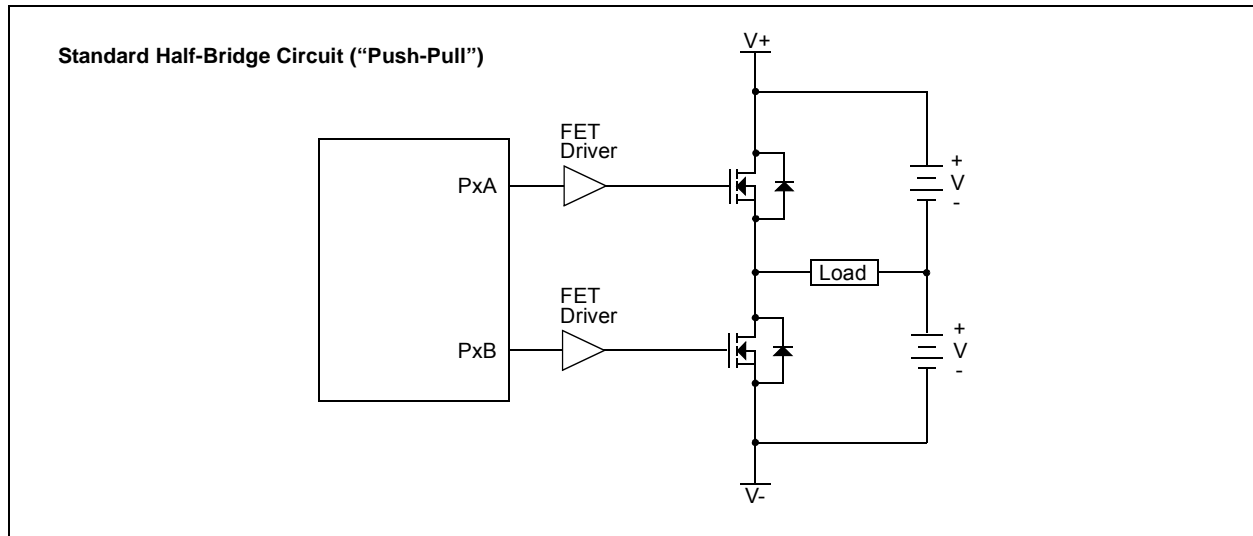 Standard Half-Bridge Circuit (“Push-Pull”)
V+
FET
Driver
PxA
+
V
-
Load
FET
Driver
PxB
+
V
-
V-